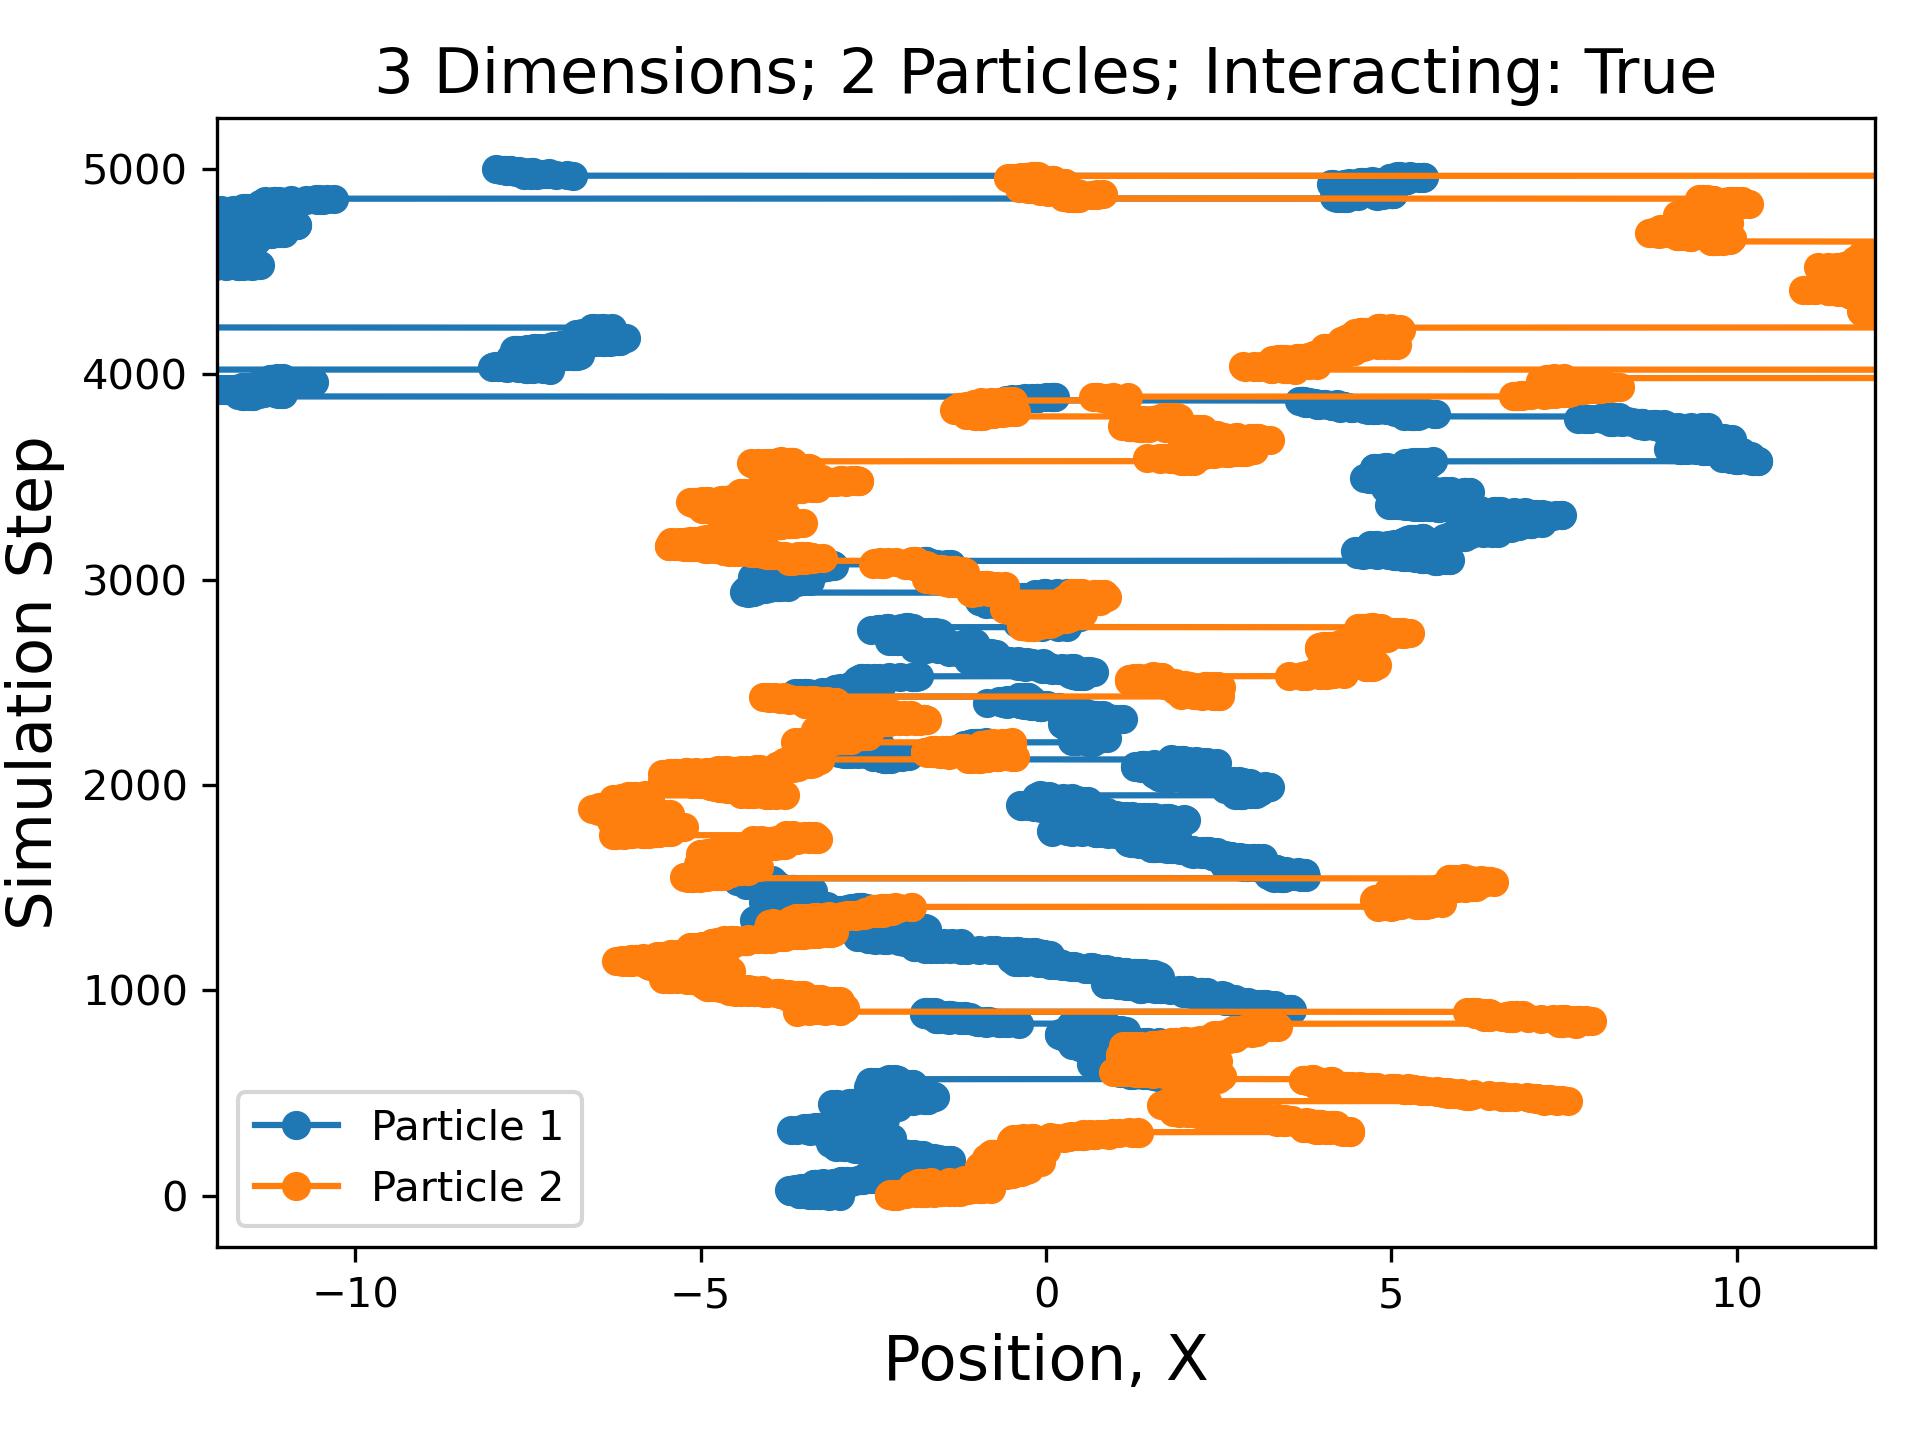 3 Dimensions; 2 Particles; Interacting: True
Simulation Step
5000
4000
3000
2000
1000
0
Particle 1
Particle 2
−10
−5
0
5
10
Position, X